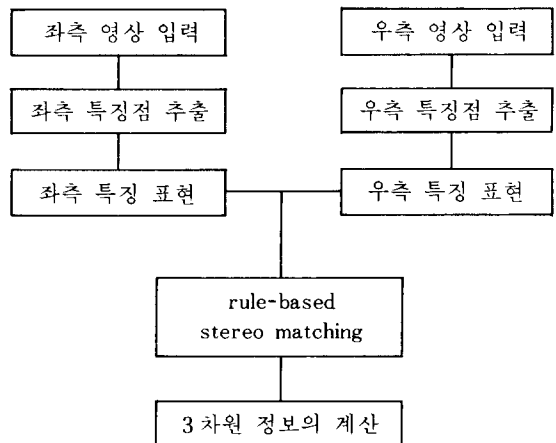 좌측 영상 입력
우측 영상 입력
좌측 특징점 추출
우측 특징점 추출
좌측 특징 표현
우측 특징 표현
rule-based
stereo matching
3차원 정보의 계산